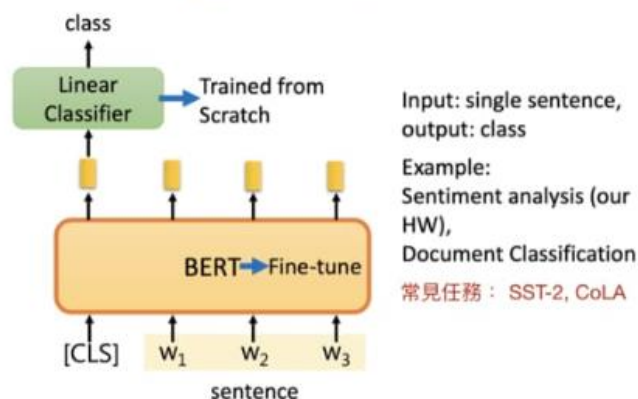 class
Linear
Classifier
Trained from
Scratch
BERT
Fine-tune
[CLS]
w1
w2
w3
sentence
Input: single sentence,
output: class
Example:
Sentiment analysis (our
HW),
Document Classification
常見任務： SST-2, CoLA